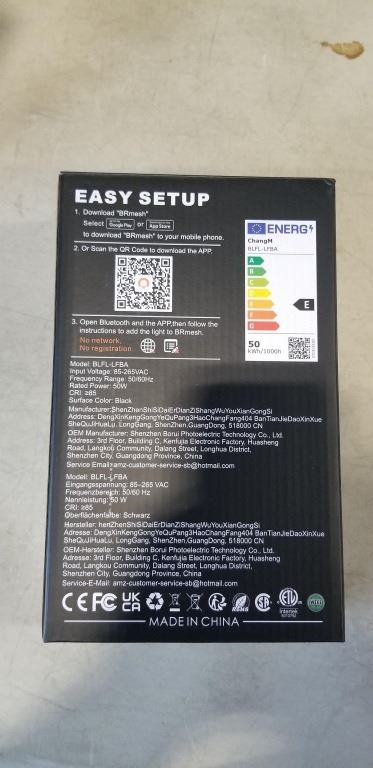 EASY SETUP
1. Download "BRmesh"
Select Google Play or App Store
to download "BRmesh" to your mobile phone.
2. Or Scan the QR Code to download the APP.
3. Open Bluetooth and the APP,then follow the
instructions to add the light to BRmesh.
No network,
No registration
ENERG
ChangM
BLFL-LFBA
A
B
C
D
E
F
G
E
50
kWh/1000h
Model: BLFL-LFBA
Input Voltage: 85-265VAC
Frequency Range: 50/60Hz
Rated Power: 50W
CRI: ≥85
Surface Color: Black
Manufacturer:ShenZhenShiSiDaiErDianZiShangWuYouXianGongSi
Address: DengXinKengGongYeQuPang3HaoChangFang404 BanTianJieDaoXinXue
SheQuJiHuaLu, LongGang, ShenZhen,GuangDong, 518000 CN
OEM Manufacturer: Shenzhen Borui Photoelectric Technology Co., Ltd.
Address: 3rd Floor, Building C, Kenfujia Electronic Factory, Huasheng
Road, Langkou Community, Dalang Street, Longhua District,
Shenzhen City, Guangdong Province, China
Service Email:amz-customer-service-sb@hotmail.com
Model: BLFL-LFBA
Eingangsspannung: 85-265 VAC
Frequenzbereich: 50/60 Hz
Nennleistung: 50 W
CRI: ≥85
Oberflächenfarbe: Schwarz
Hersteller: henZhenShiSiDaiErDianZiShangWuYouXianGongSi
Adresse: DengXinKengGongYeQuPang3HaoChangFang404 BanTianJieDaoXinXue
SheQuJiHuaLu, LongGang, ShenZhen,GuangDong, 518000 CN
OEM-Hersteller: Shenzhen Borui Photoelectric Technology Co., Ltd.
Adresse: 3rd Floor, Building C, Kenfujia Electronic Factory, Huasheng
Road, Langkou Community, Dalang Street, Longhua District,
Shenzhen City, Guangdong Province, China
Service-E-Mail: amz-customer-service-sb@hotmail.com
CE FC UK CA RoHS ETL Intertek
MADE IN CHINA